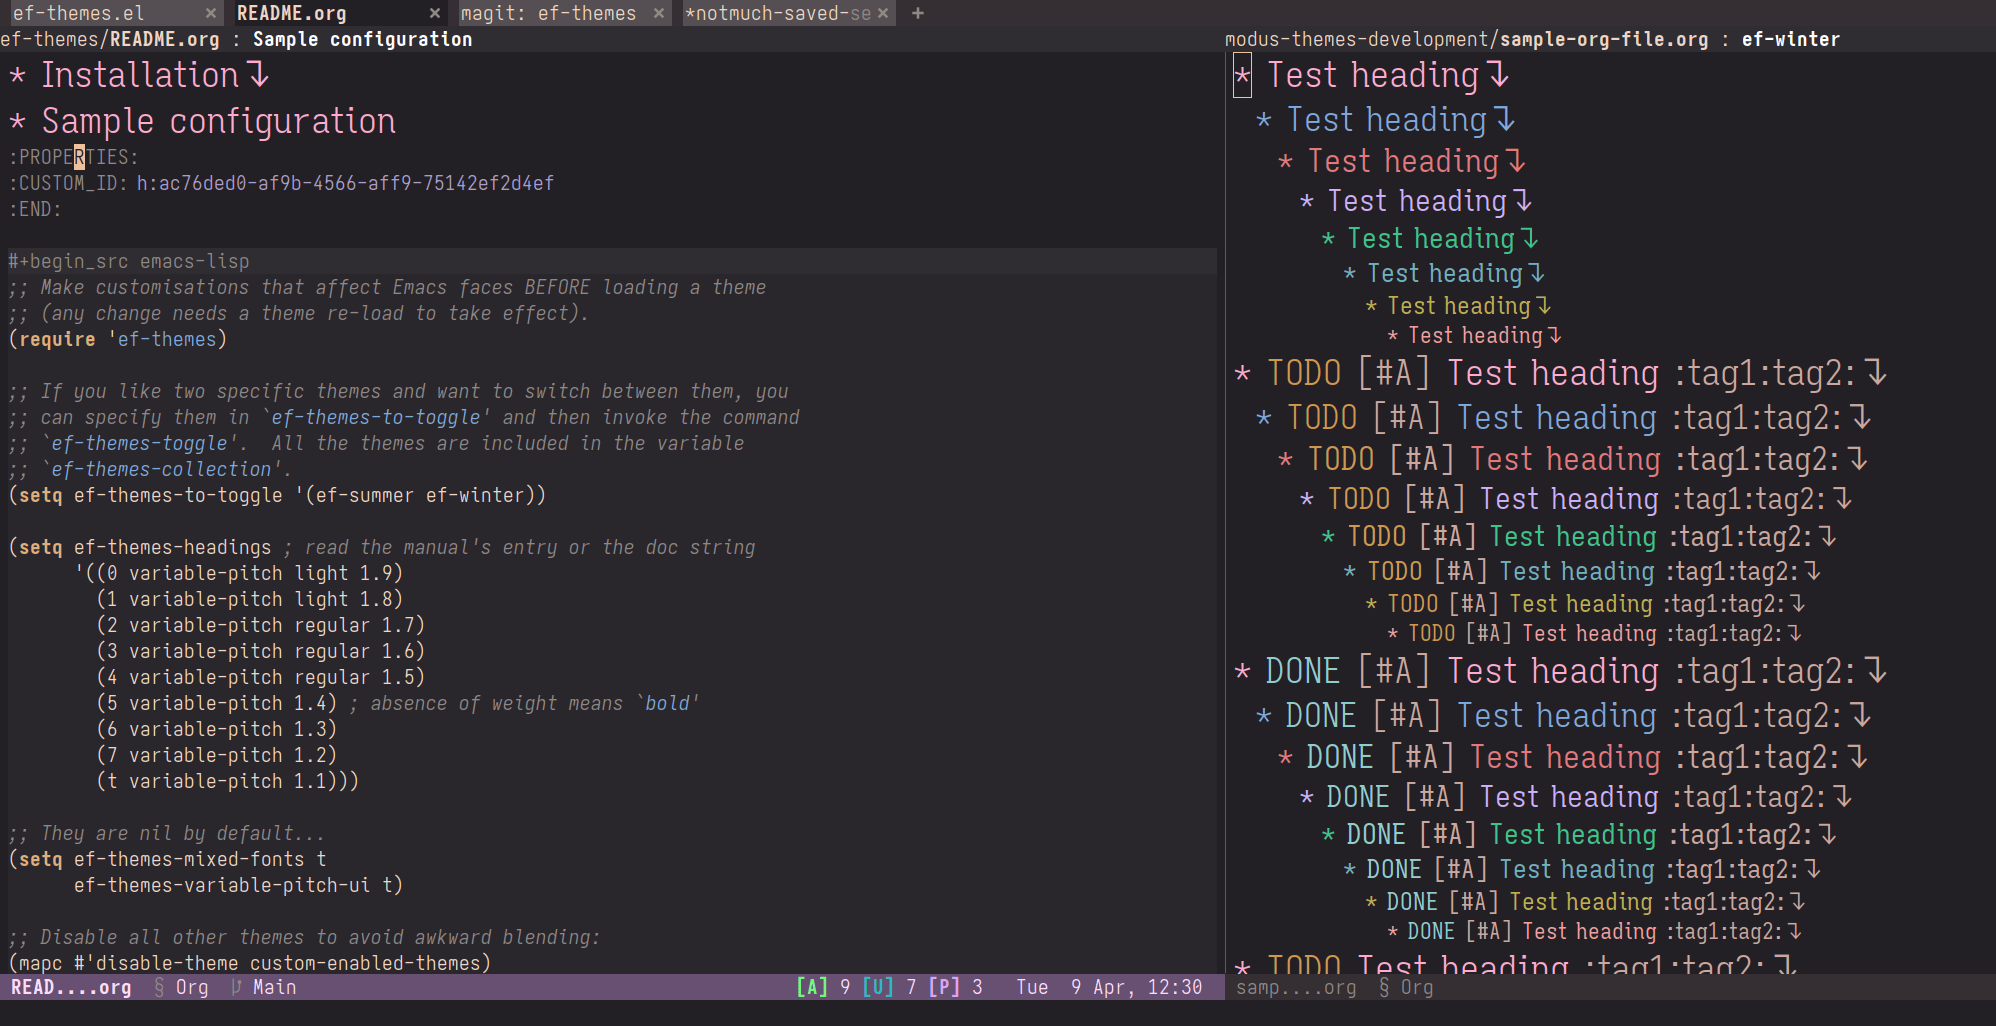 ef-themes.el × README.org × magit: ef-themes × *notmuch-saved-se × +
ef-themes/README.org : Sample configuration
* Installation↴
* Sample configuration
:PROPERTIES:
:CUSTOM_ID: h:ac76ded0-af9b-4566-aff9-75142ef2d4ef
:END:
#+begin_src emacs-lisp
;; Make customisations that affect Emacs faces BEFORE loading a theme
;; (any change needs a theme re-load to take effect).
(require 'ef-themes)
;; If you like two specific themes and want to switch between them, you
;; can specify them in `ef-themes-to-toggle' and then invoke the command
;; `ef-themes-toggle'.  All the themes are included in the variable
;; `ef-themes-collection'.
(setq ef-themes-to-toggle '(ef-summer ef-winter))
(setq ef-themes-headings ; read the manual's entry or the doc string
      '((0 variable-pitch light 1.9)
        (1 variable-pitch light 1.8)
        (2 variable-pitch regular 1.7)
        (3 variable-pitch regular 1.6)
        (4 variable-pitch regular 1.5)
        (5 variable-pitch 1.4) ; absence of weight means `bold'
        (6 variable-pitch 1.3)
        (7 variable-pitch 1.2)
        (t variable-pitch 1.1)))
;; They are nil by default...
(setq ef-themes-mixed-fonts t
      ef-themes-variable-pitch-ui t)
;; Disable all other themes to avoid awkward blending:
(mapc #'disable-theme custom-enabled-themes)
READ....org § Org Main [A] 9 [U] 7 [P] 3 Tue 9 Apr, 12:30
modus-themes-development/sample-org-file.org : ef-winter
* Test heading↴
* Test heading↴
* Test heading↴
* Test heading↴
* Test heading↴
* Test heading↴
* Test heading↴
* Test heading↴
* TODO [#A] Test heading :tag1:tag2:↴
* TODO [#A] Test heading :tag1:tag2:↴
* TODO [#A] Test heading :tag1:tag2:↴
* TODO [#A] Test heading :tag1:tag2:↴
* TODO [#A] Test heading :tag1:tag2:↴
* TODO [#A] Test heading :tag1:tag2:↴
* TODO [#A] Test heading :tag1:tag2:↴
* TODO [#A] Test heading :tag1:tag2:↴
* DONE [#A] Test heading :tag1:tag2:↴
* DONE [#A] Test heading :tag1:tag2:↴
* DONE [#A] Test heading :tag1:tag2:↴
* DONE [#A] Test heading :tag1:tag2:↴
* DONE [#A] Test heading :tag1:tag2:↴
* DONE [#A] Test heading :tag1:tag2:↴
* DONE [#A] Test heading :tag1:tag2:↴
* DONE [#A] Test heading :tag1:tag2:↴
* TODO Test heading :tag1:tag2:↴
samp....org § Org